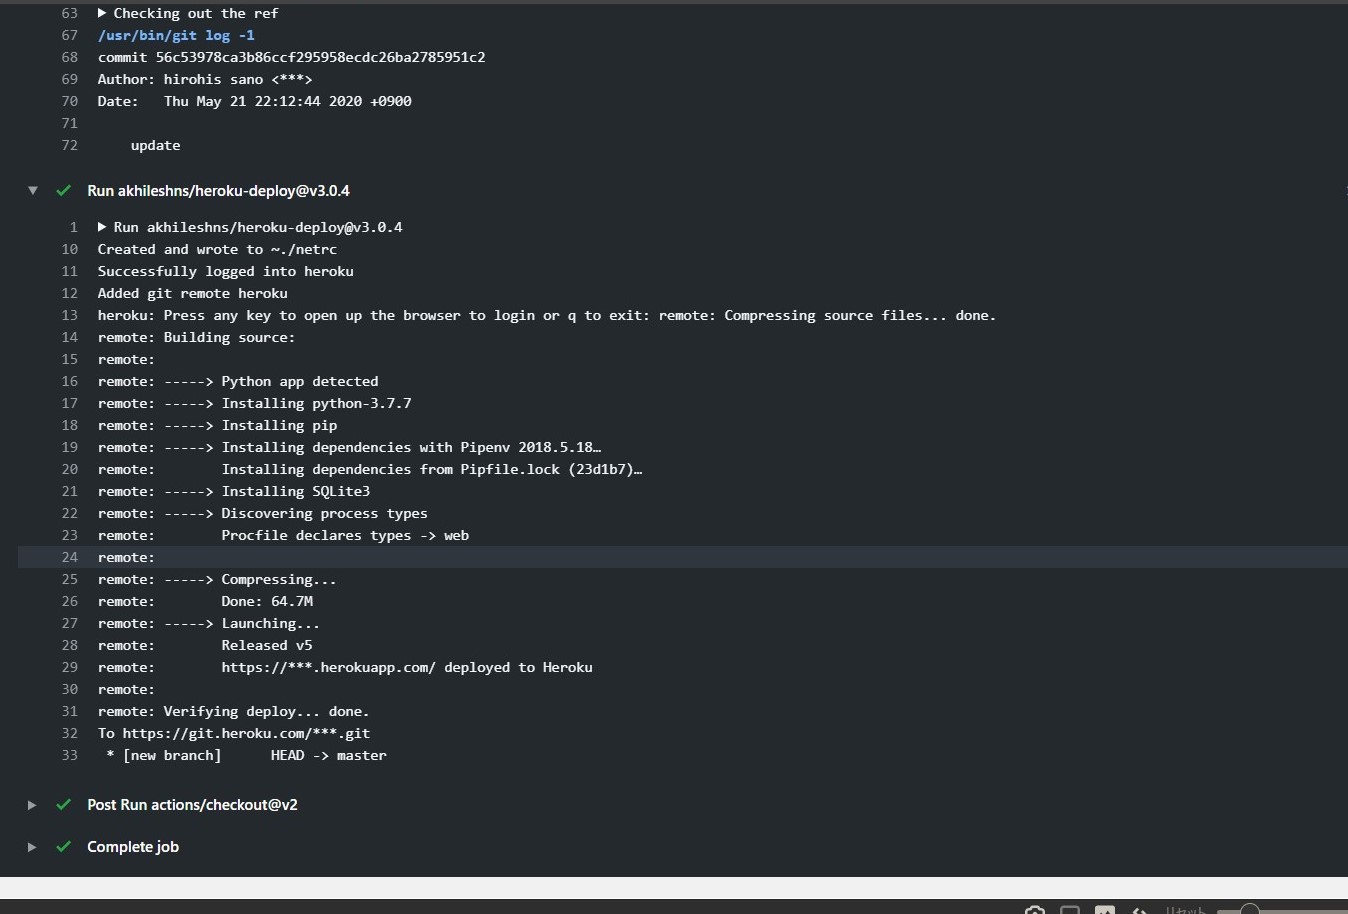 63 ▶ Checking out the ref
67 /usr/bin/git log -1
68 commit 56c53978ca3b86ccf295958ecdc26ba2785951c2
69 Author: hirohis sano <***>
70 Date:   Thu May 21 22:12:44 2020 +0900
71
72     update
▼ ✓ Run akhileshns/heroku-deploy@v3.0.4
1 ▶ Run akhileshns/heroku-deploy@v3.0.4
10 Created and wrote to ~./netrc
11 Successfully logged into heroku
12 Added git remote heroku
13 heroku: Press any key to open up the browser to login or q to exit: remote: Compressing source files... done.
14 remote: Building source:
15 remote:
16 remote: -----> Python app detected
17 remote: -----> Installing python-3.7.7
18 remote: -----> Installing pip
19 remote: -----> Installing dependencies with Pipenv 2018.5.18…
20 remote:        Installing dependencies from Pipfile.lock (23d1b7)…
21 remote: -----> Installing SQLite3
22 remote: -----> Discovering process types
23 remote:        Procfile declares types -> web
24 remote:
25 remote: -----> Compressing...
26 remote:        Done: 64.7M
27 remote: -----> Launching...
28 remote:        Released v5
29 remote:        https://***.herokuapp.com/ deployed to Heroku
30 remote:
31 remote: Verifying deploy... done.
32 To https://git.heroku.com/***.git
33  * [new branch]      HEAD -> master
▶ ✓ Post Run actions/checkout@v2
▶ ✓ Complete job